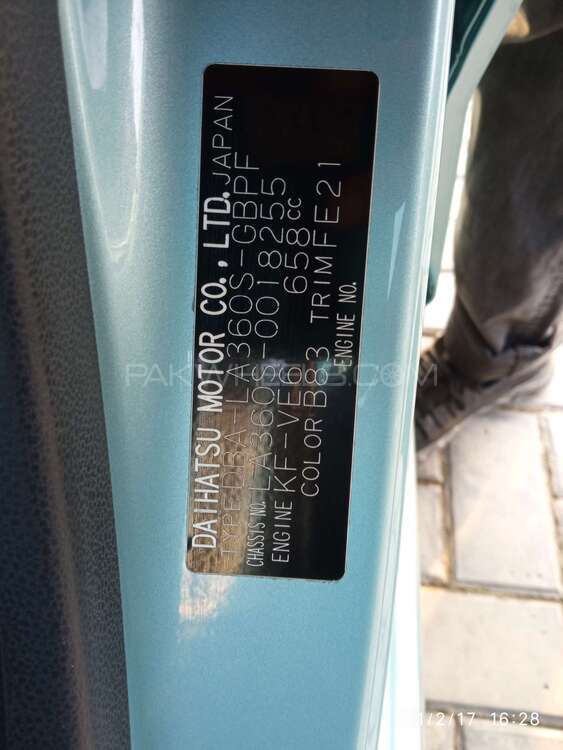 DAIHATSU MOTOR CO., LTD. JAPAN
TYPE DBA-LA360S-GBPF
CHASSIS NO. LA360S-0018255
ENGINE KF-VE6 658CC
COLOR B83 TRIM FE21
ENGINE NO.
PAKWHEELS.COM
/2/17 16:28